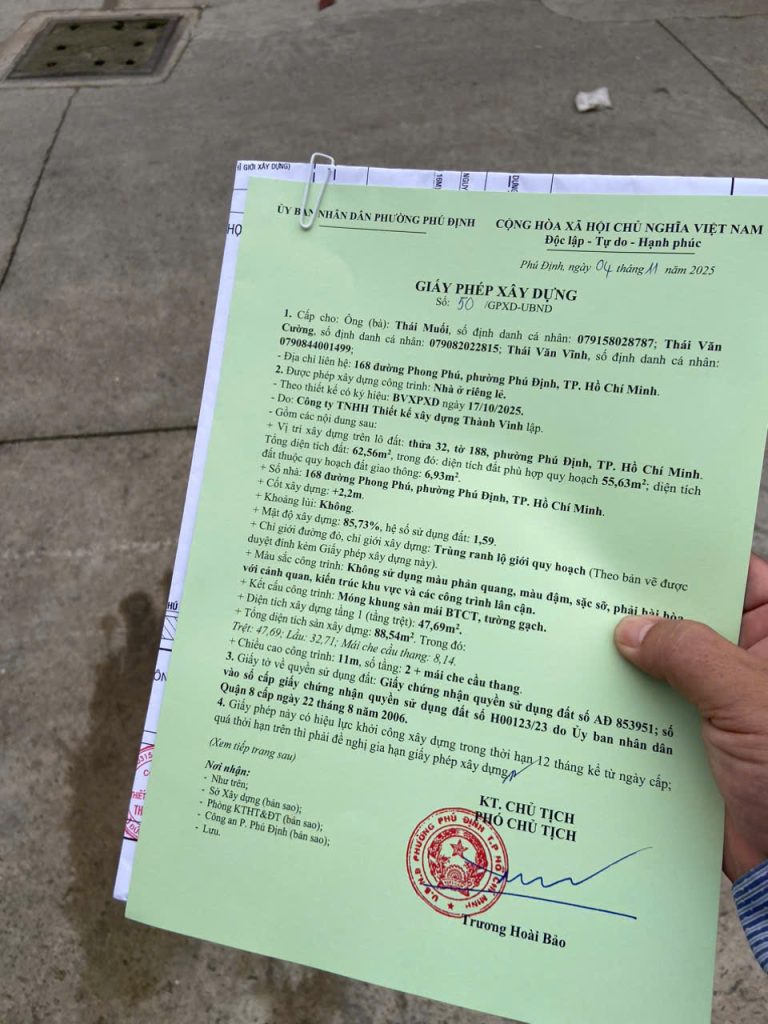 Ỉ GIỚI XÂY DỰNG)
16M)
NGUY
DỰNG
HỌ
ỦY BAN NHÂN DÂN PHƯỜNG PHÚ ĐỊNH
CỘNG HÒA XÃ HỘI CHỦ NGHĨA VIỆT NAM
Độc lập - Tự do - Hạnh phúc
Phú Định, ngày 04 tháng 11 năm 2025
GIẤY PHÉP XÂY DỰNG
Số: 50 /GPXD-UBND
1. Cấp cho: Ông (bà): Thái Muối, số định danh cá nhân: 079158028787; Thái Văn
Cường, số định danh cá nhân: 079082022815; Thái Văn Vĩnh, số định danh cá nhân:
0790844001499;
- Địa chỉ liên hệ: 168 đường Phong Phú, phường Phú Định, TP. Hồ Chí Minh.
2. Được phép xây dựng công trình: Nhà ở riêng lẻ.
- Theo thiết kế có ký hiệu: BVXPXD ngày 17/10/2025.
- Do: Công ty TNHH Thiết kế xây dựng Thành Vinh lập.
- Gồm các nội dung sau:
+ Vị trí xây dựng trên lô đất: thửa 32, tờ 188, phường Phú Định, TP. Hồ Chí Minh.
Tổng diện tích đất: 62,56m², trong đó: diện tích đất phù hợp quy hoạch 55,63m²; diện tích
đất thuộc quy hoạch đất giao thông: 6,93m².
+ Số nhà: 168 đường Phong Phú, phường Phú Định, TP. Hồ Chí Minh.
+ Cốt xây dựng: +2,2m.
+ Khoảng lùi: Không.
+ Mật độ xây dựng: 85,73%, hệ số sử dụng đất: 1,59.
+ Chỉ giới đường đỏ, chỉ giới xây dựng: Trùng ranh lộ giới quy hoạch (Theo bản vẽ được
duyệt đính kèm Giấy phép xây dựng này).
+ Màu sắc công trình: Không sử dụng màu phản quang, màu đậm, sặc sỡ, phải hài hòa
với cảnh quan, kiến trúc khu vực và các công trình lân cận.
+ Kết cấu công trình: Móng khung sàn mái BTCT, tường gạch.
+ Diện tích xây dựng tầng 1 (tầng trệt): 47,69m².
+ Tổng diện tích sàn xây dựng: 88,54m². Trong đó:
Trệt: 47,69; Lầu: 32,71; Mái che cầu thang: 8,14.
+ Chiều cao công trình: 11m, số tầng: 2 + mái che cầu thang.
3. Giấy tờ về quyền sử dụng đất: Giấy chứng nhận quyền sử dụng đất số AĐ 853951; số
vào sổ cấp giấy chứng nhận quyền sử dụng đất số H00123/23 do Ủy ban nhân dân
Quận 8 cấp ngày 22 tháng 8 năm 2006.
4. Giấy phép này có hiệu lực khởi công xây dựng trong thời hạn 12 tháng kể từ ngày cấp;
quá thời hạn trên thì phải đề nghị gia hạn giấy phép xây dựng.
(Xem tiếp trang sau)
Nơi nhận:
- Như trên;
- Sở Xây dựng (bản sao);
- Phòng KTHT&ĐT (bản sao);
- Công an P. Phú Định (bản sao);
- Lưu.
KT. CHỦ TỊCH
PHÓ CHỦ TỊCH
U.B.N.D PHƯỜNG PHÚ ĐỊNH T.P HỒ CHÍ MINH
Trương Hoài Bảo